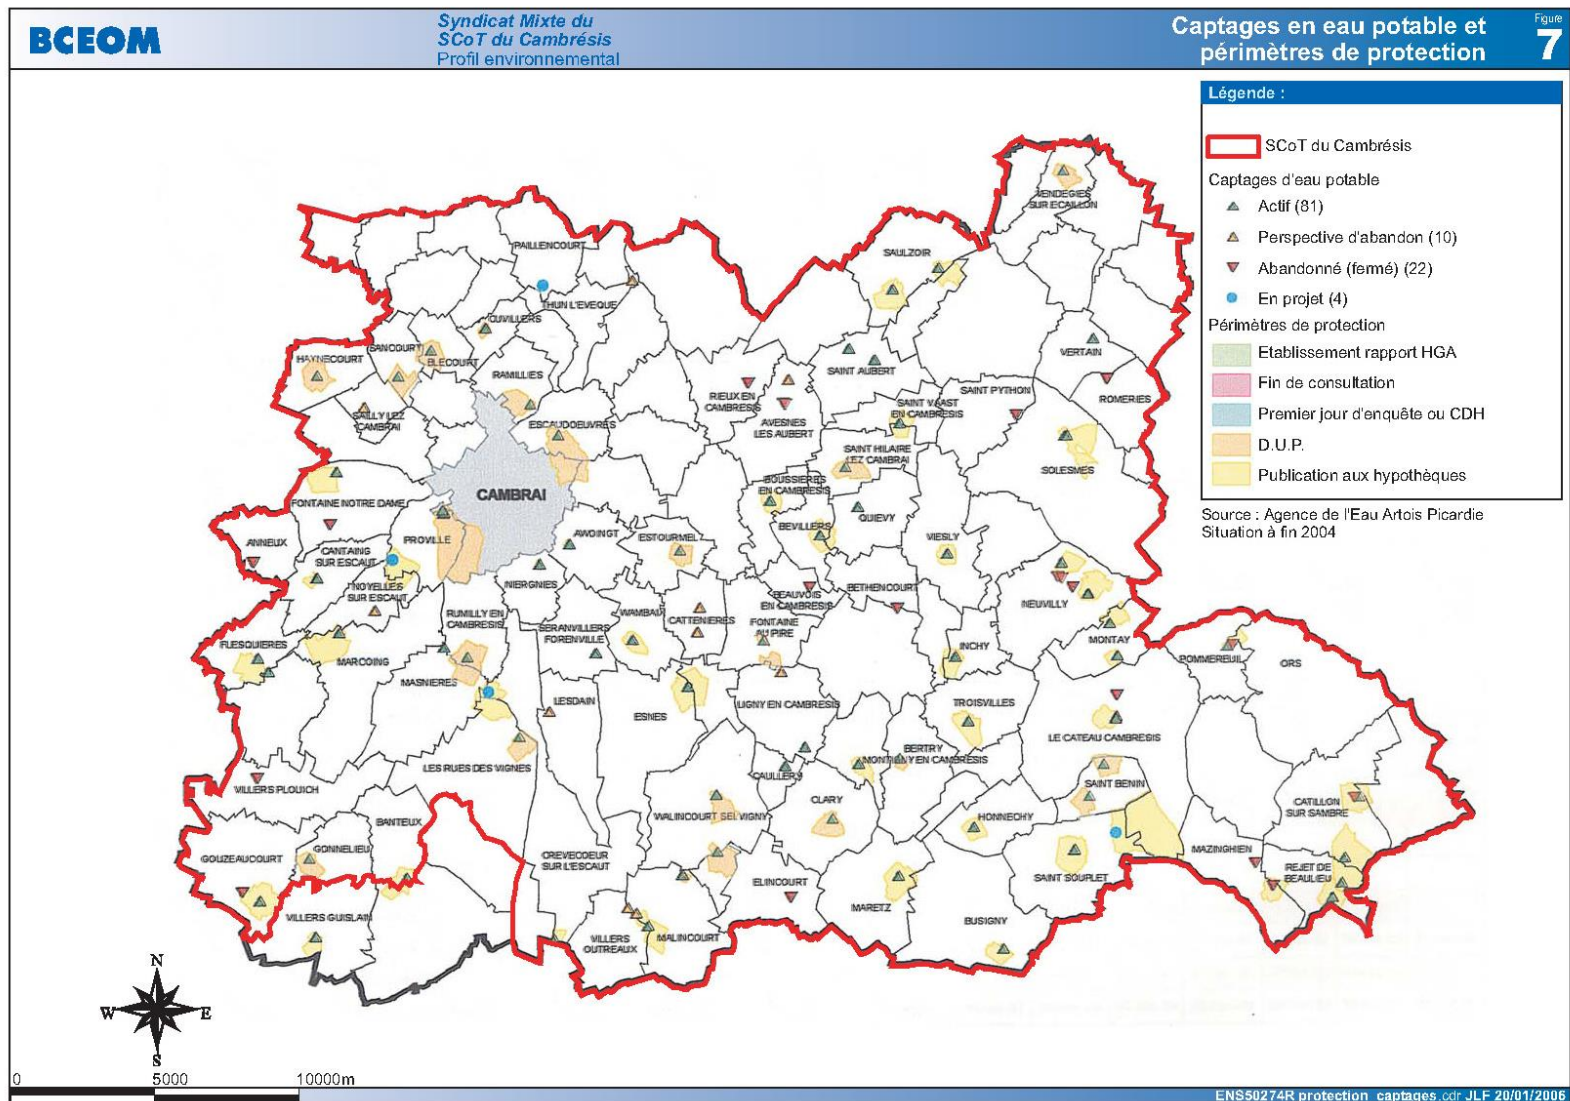 BCEOM
Syndicat Mixte du
SCoT du Cambrésis
Profil environnemental
Captages en eau potable et
périmètres de protection
Figure
7
Légende :
SCoT du Cambrésis
Captages d'eau potable
Actif (81)
Perspective d'abandon (10)
Abandonné (fermé) (22)
En projet (4)
Périmètres de protection
Etablissement rapport HGA
Fin de consultation
Premier jour d'enquête ou CDH
D.U.P.
Publication aux hypothèques
Source : Agence de l'Eau Artois Picardie
Situation à fin 2004
VENDEGIES
SUR ECAILLON
PAILLENCOURT
SAULZOIR
THUN L'EVEQUE
CUVILLERS
SANCOURT
BLECOURT
HAYNECOURT
RAMILLIES
VERTAIN
SAINT AUBERT
SAILLY LEZ
CAMBRAI
RIEUX EN
CAMBRESIS
AVESNES
LES AUBERT
SAINT VAAST
EN CAMBRESIS
SAINT PYTHON
ROMERIES
ESCAUDOEUVRES
SAINT HILAIRE
LEZ CAMBRAI
SOLESMES
CAMBRAI
BOUSSIERES
EN CAMBRESIS
FONTAINE NOTRE DAME
QUIEVY
BEVILLERS
VIESLY
ANNEUX
PROVILLE
AWOINGT
ESTOURMEL
CANTAING
SUR ESCAUT
NOYELLES
SUR ESCAUT
NIERGNIES
BEAUVOIS
EN CAMBRESIS
BETHENCOURT
NEUVILLY
RUMILLY EN
CAMBRESIS
SERANVILLERS
FORENVILLE
WAMBAIX
CATTENIERES
FONTAINE
AU PIRE
MONTAY
FLESQUIERES
MARCOING
INCHY
POMMEREUIL
ORS
MASNIERES
LESDAIN
ESNES
LIGNY EN CAMBRESIS
TROISVILLES
LE CATEAU CAMBRESIS
LES RUES DES VIGNES
CAULLERY
BERTRY
MONTIGNY EN CAMBRESIS
SAINT BENIN
VILLERS PLOUICH
CLARY
CATILLON
SUR SAMBRE
BANTEUX
WALINCOURT SELVIGNY
HONNECHY
GOUZEAUCOURT
GONNELIEU
CREVECOEUR
SUR L'ESCAUT
ELINCOURT
SAINT SOUPLET
MAZINGHIEN
REJET DE
BEAULIEU
VILLERS GUISLAIN
MARETZ
BUSIGNY
VILLERS
OUTREAUX
MALINCOURT
N
W
E
S
0
5000
10000m
ENS50274R protection captages.cdr JLF 20/01/2006